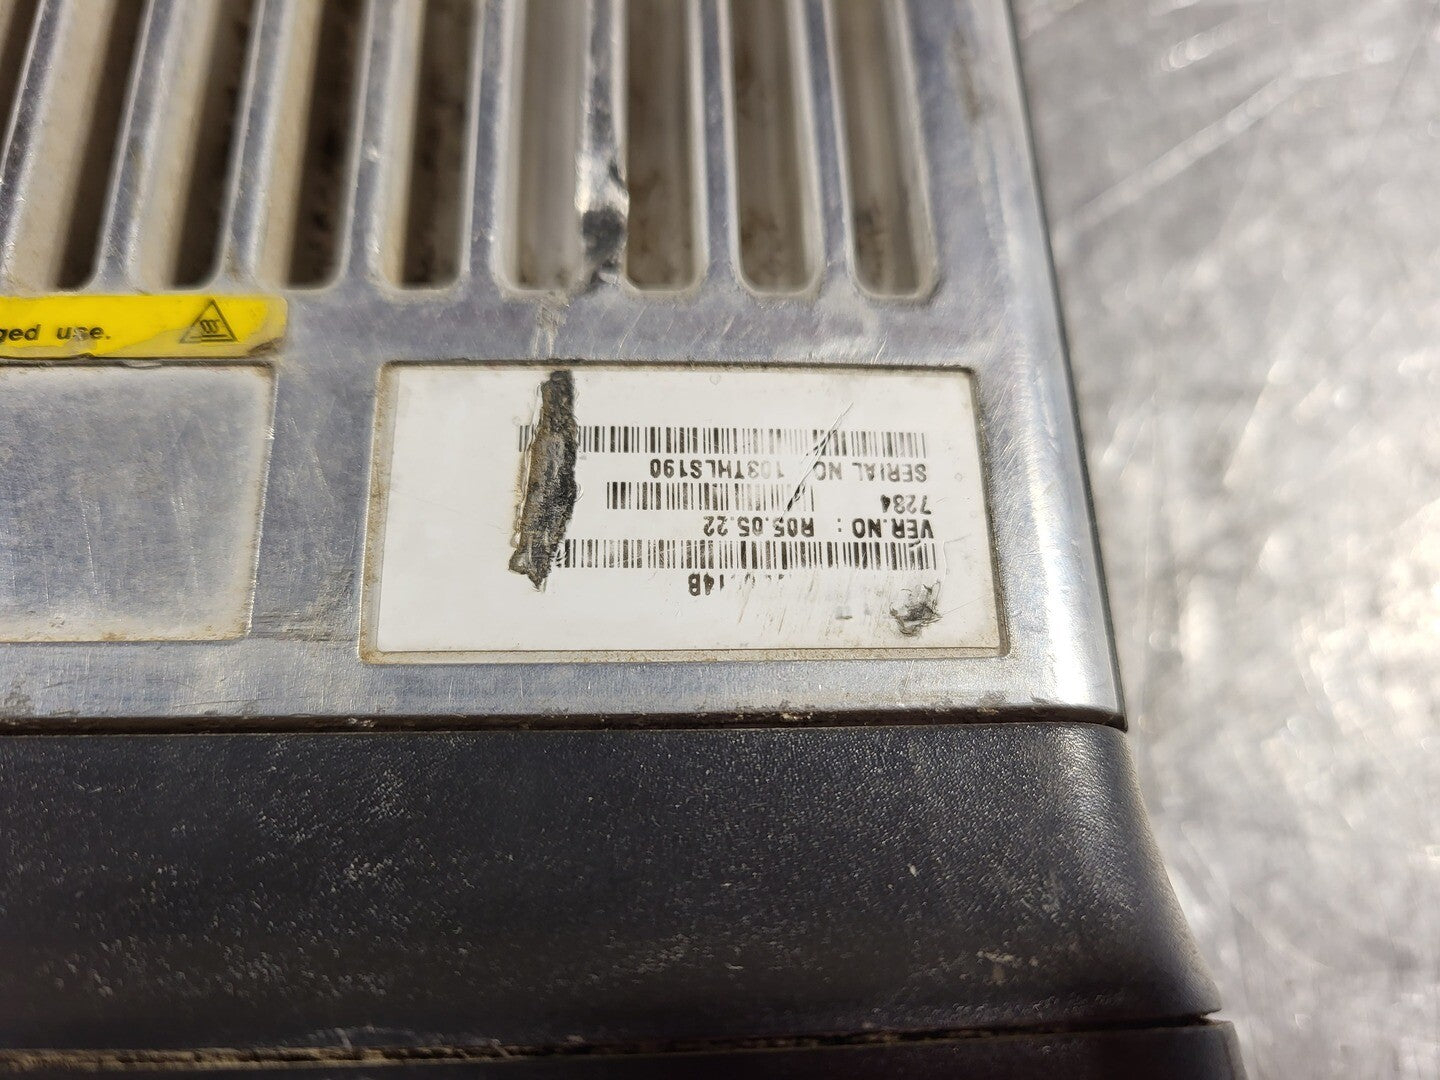 ged use.
14B
VER.NO : R05.05.22
7284
SERIAL NO 103THLS190